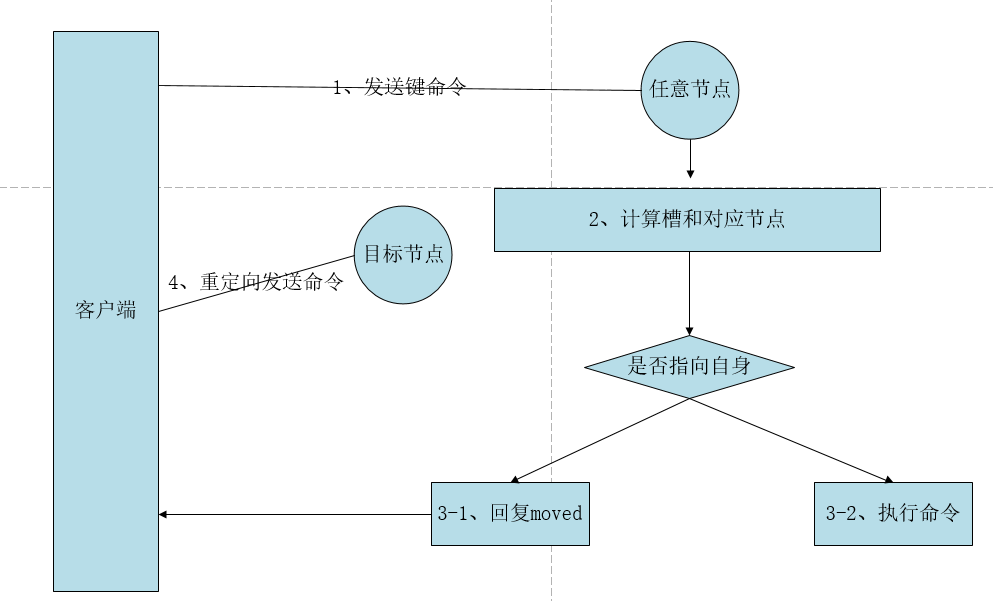 1、发送键命令
任意节点
2、计算槽和对应节点
目标节点
4、重定向发送命令
客户端
是否指向自身
3-1、回复moved
3-2、执行命令